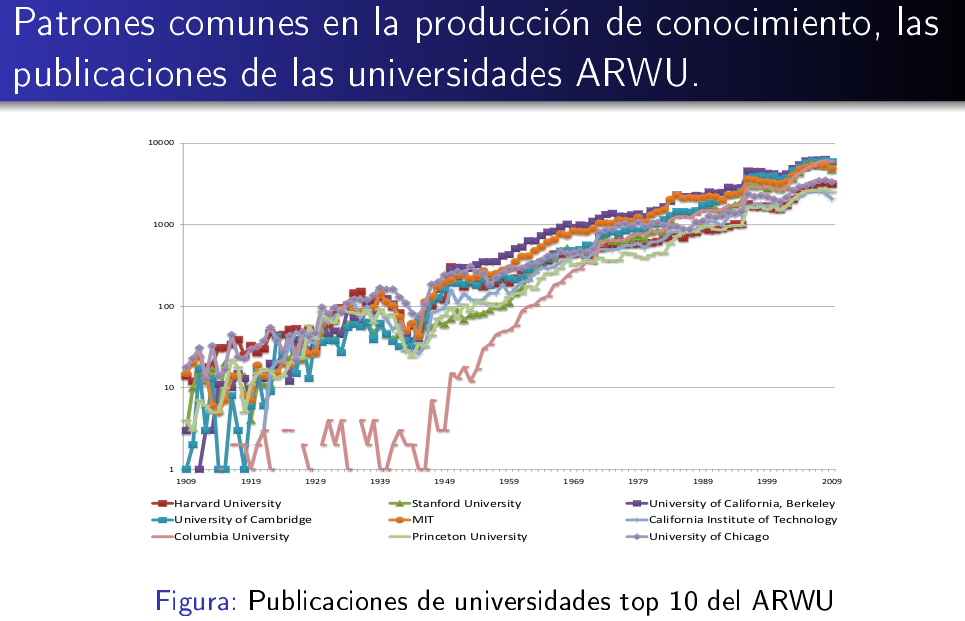 Patrones comunes en la producción de conocimiento, las
publicaciones de las universidades ARWU.
10000
1000
100
10
1
1909 1919 1929 1939 1949 1959 1969 1979 1989 1999 2009
Harvard University Stanford University University of California, Berkeley
University of Cambridge MIT California Institute of Technology
Columbia University Princeton University University of Chicago
Figura: Publicaciones de universidades top 10 del ARWU